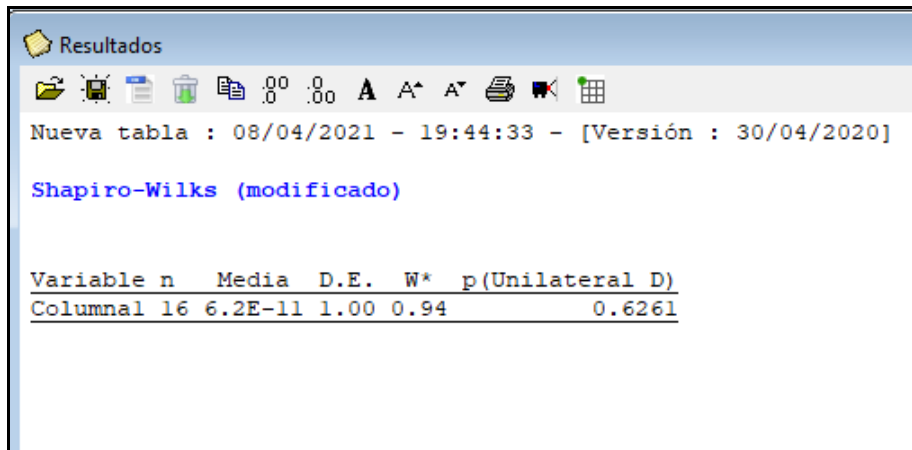 Resultados
Nueva tabla : 08/04/2021 - 19:44:33 - [Versión : 30/04/2020]
Shapiro-Wilks (modificado)
Variable n Media D.E. W* p(Unilateral D)
Columna1 16 6.2E-11 1.00 0.94 0.6261